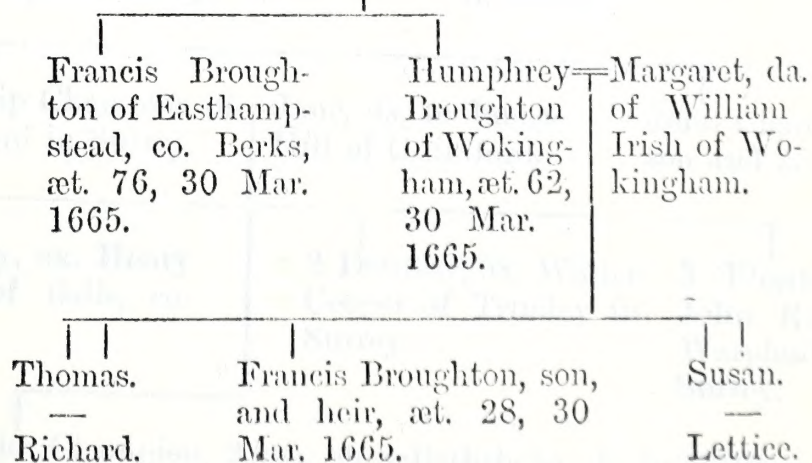 Francis Brough-
ton of Easthamp-
stead, co. Berks,
æt. 76, 30 Mar.
1665.
Humphrey
Broughton
of Woking-
ham, æt. 62,
30 Mar.
1665.
Margaret, da.
of William
Irish of Wo-
kingham.
Thomas.
—
Richard.
Francis Broughton, son,
and heir, æt. 28, 30
Mar. 1665.
Susan.
—
Lettice.